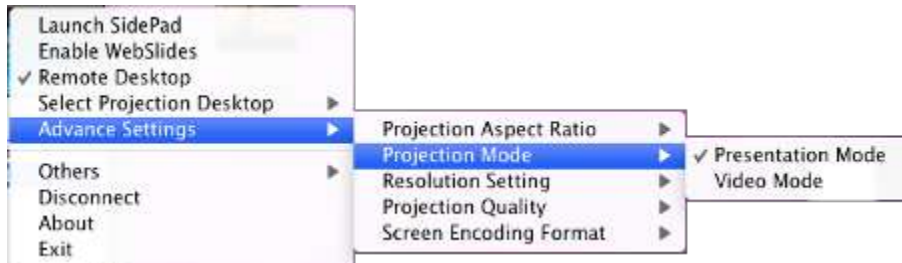 Launch SidePad
Enable WebSlides
✓ Remote Desktop
Select Projection Desktop
Advance Settings
Others
Disconnect
About
Exit
Projection Aspect Ratio
Projection Mode
Resolution Setting
Projection Quality
Screen Encoding Format
✓ Presentation Mode
Video Mode